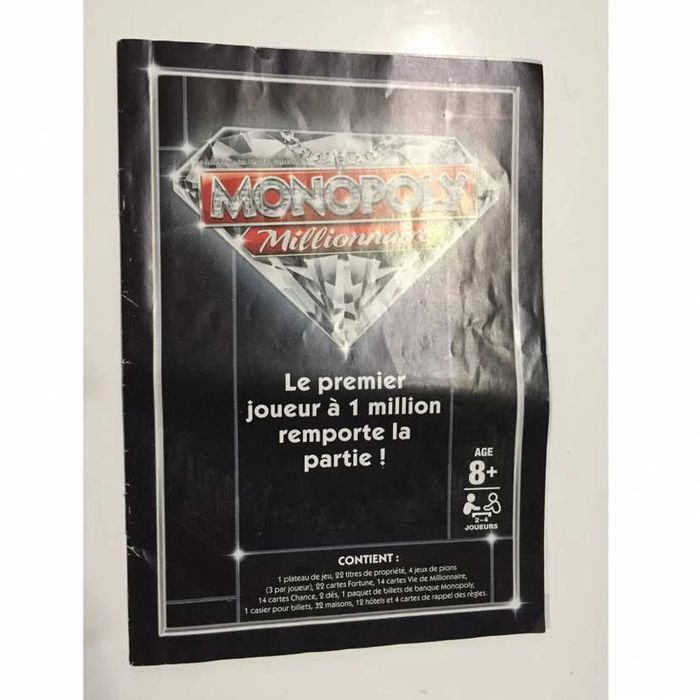 MONOPOLY
Millionnaire
Le premier
joueur à 1 million
remporte la
partie !
AGE
8+
2-4
JOUEURS
CONTIENT :
1 plateau de jeu, 22 titres de propriété, 4 jeux de pions
(3 par joueur), 22 cartes Fortune, 14 cartes Vie de Millionnaire,
14 cartes Chance, 2 dés, 1 paquet de billets de banque Monopoly,
1 casier pour billets, 32 maisons, 12 hôtels et 4 cartes de rappel des règles.